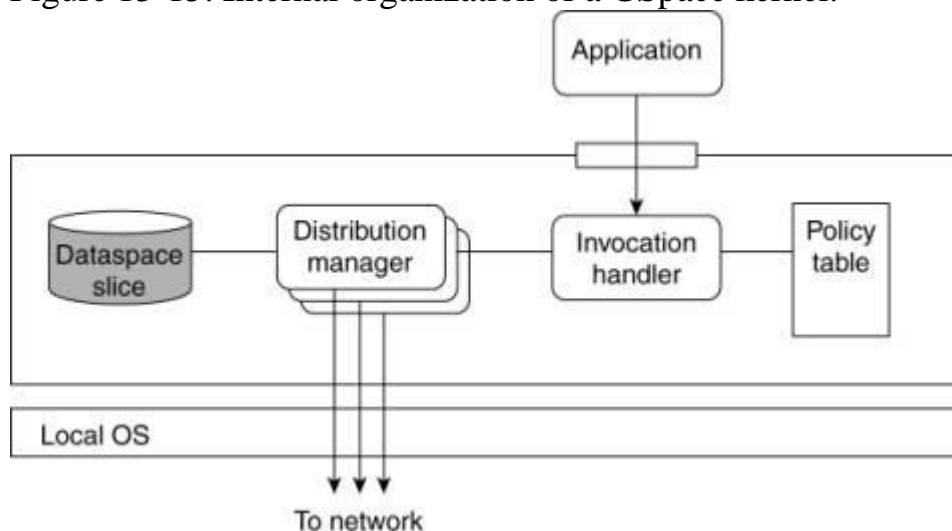 Figure 13-13. Internal organization of a GSpace kernel.
Application
Dataspace
slice
Distribution
manager
Invocation
handler
Policy
table
Local OS
To network